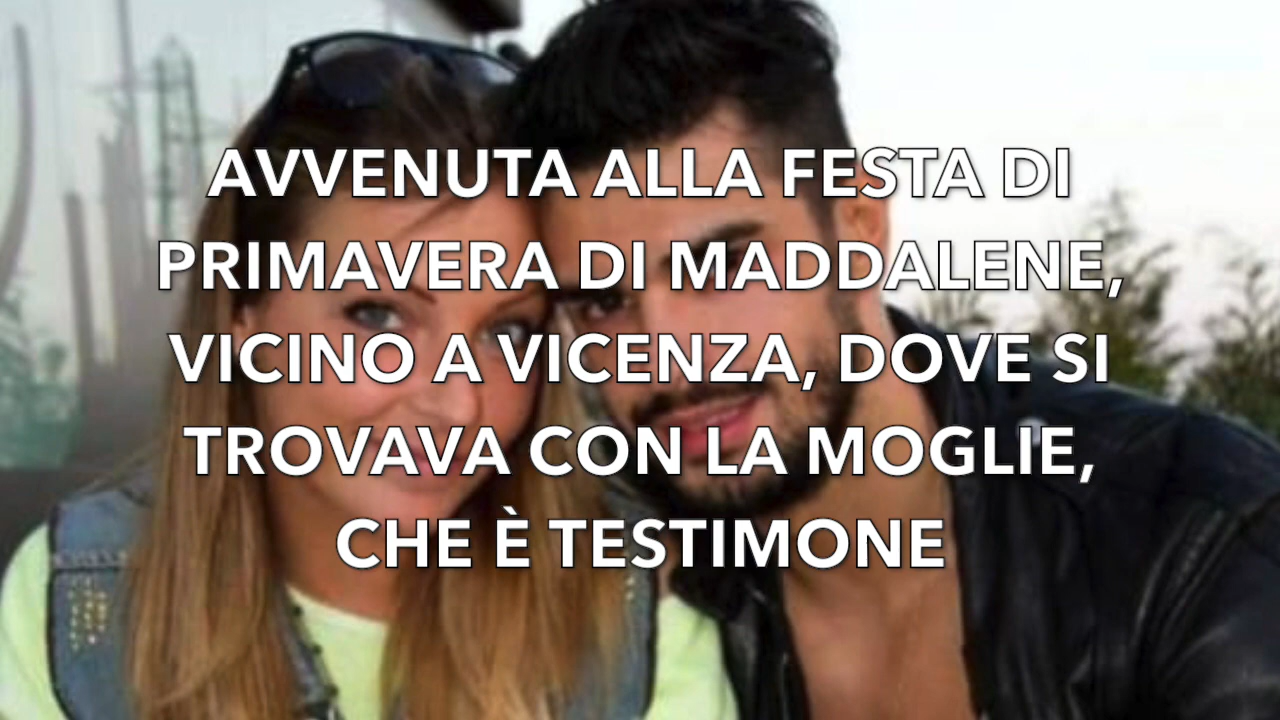 AVVENUTA ALLA FESTA DI
PRIMAVERA DI MADDALENE,
VICINO A VICENZA, DOVE SI
TROVAVA CON LA MOGLIE,
CHE È TESTIMONE